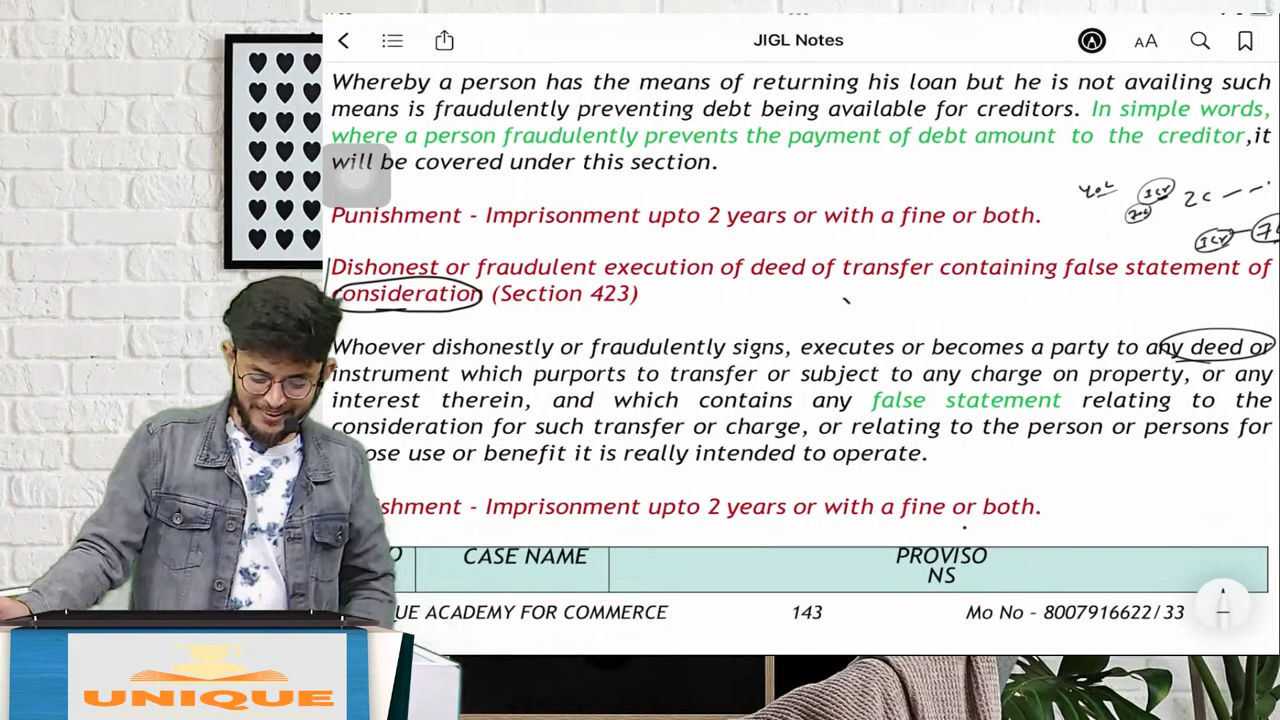 JIGL Notes
AA
Whereby a person has the means of returning his loan but he is not availing such
means is fraudulently preventing debt being available for creditors. In simple words,
where a person fraudulently prevents the payment of debt amount to the creditor,it
will be covered under this section.
Punishment - Imprisonment upto 2 years or with a fine or both.
Dishonest or fraudulent execution of deed of transfer containing false statement of
consideration (Section 423)
Whoever dishonestly or fraudulently signs, executes or becomes a party to any deed or
instrument which purports to transfer or subject to any charge on property, or any
interest therein, and which contains any false statement relating to the
consideration for such transfer or charge, or relating to the person or persons for
ose use or benefit it is really intended to operate.
shment - Imprisonment upto 2 years or with a fine or both.
O CASE NAME PROVISO
NS
UE ACADEMY FOR COMMERCE 143 Mo No - 8007916622/33
UNIQUE